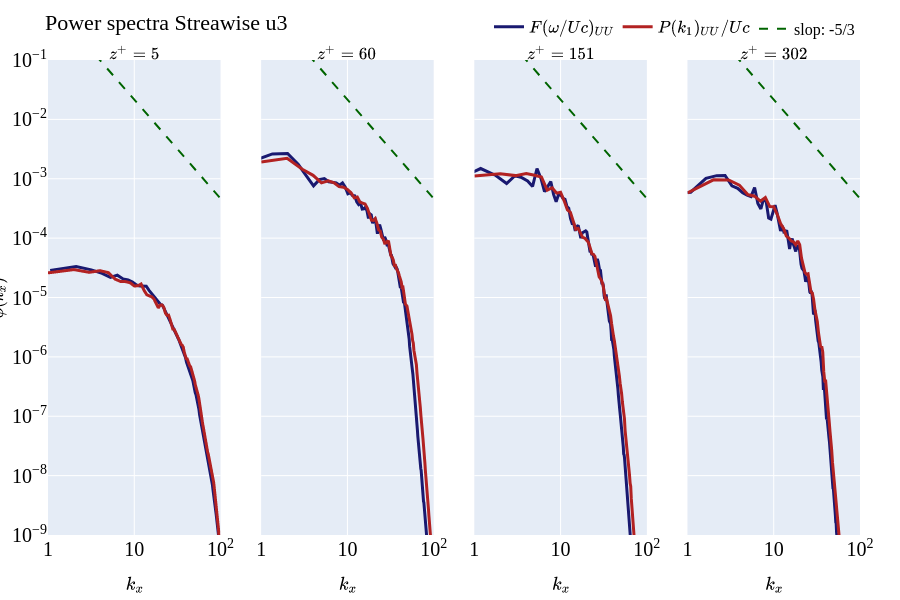 Power spectra Streawise u3
F(ω/Uc)_{UU} P(k₁)_{UU}/Uc slop: -5/3
z⁺ = 5 z⁺ = 60 z⁺ = 151 z⁺ = 302
10⁻¹
10⁻²
10⁻³
10⁻⁴
10⁻⁵
10⁻⁶
10⁻⁷
10⁻⁸
10⁻⁹
1 10 10² 1 10 10² 1 10 10² 1 10 10²
kₓ kₓ kₓ kₓ